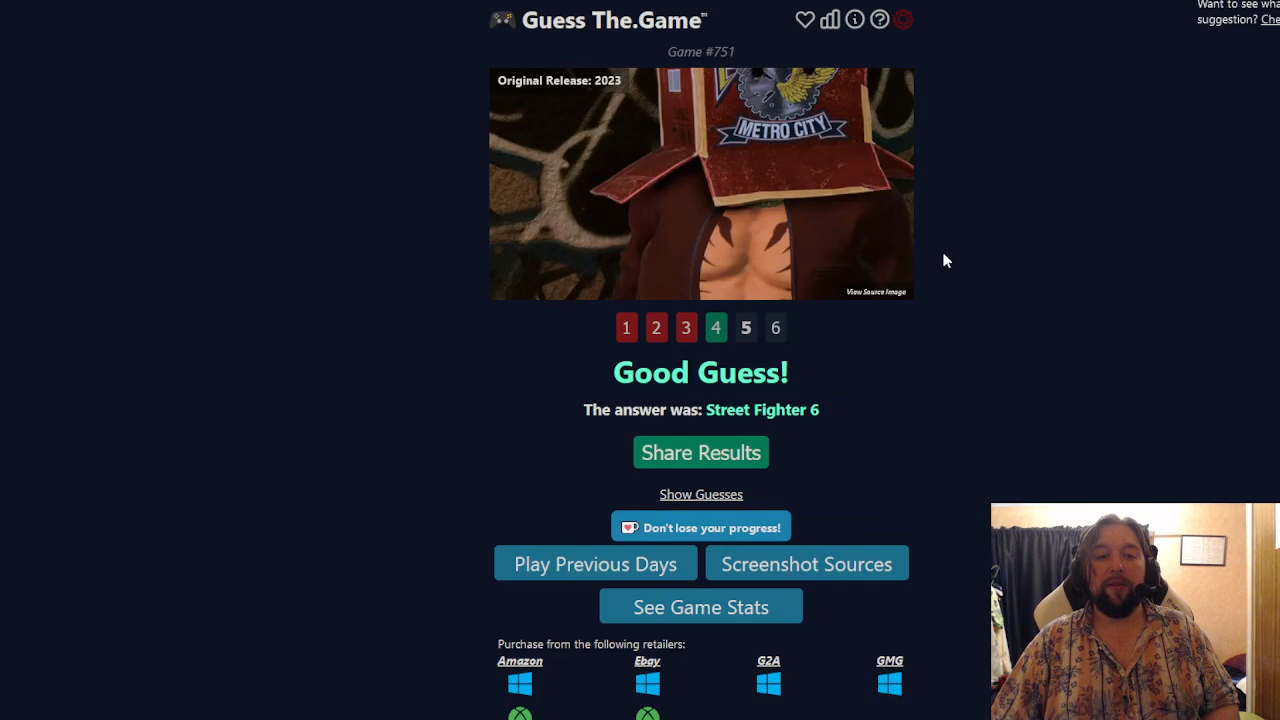 Want to see wha
Guess The.Game™
suggestion? Che
Game #751
Original Release: 2023
METRO CITY
View Source Image
1 2 3 4 5 6
Good Guess!
The answer was: Street Fighter 6
Share Results
Show Guesses
Don't lose your progress!
Play Previous Days Screenshot Sources
See Game Stats
Purchase from the following retailers:
Amazon Ebay G2A GMG